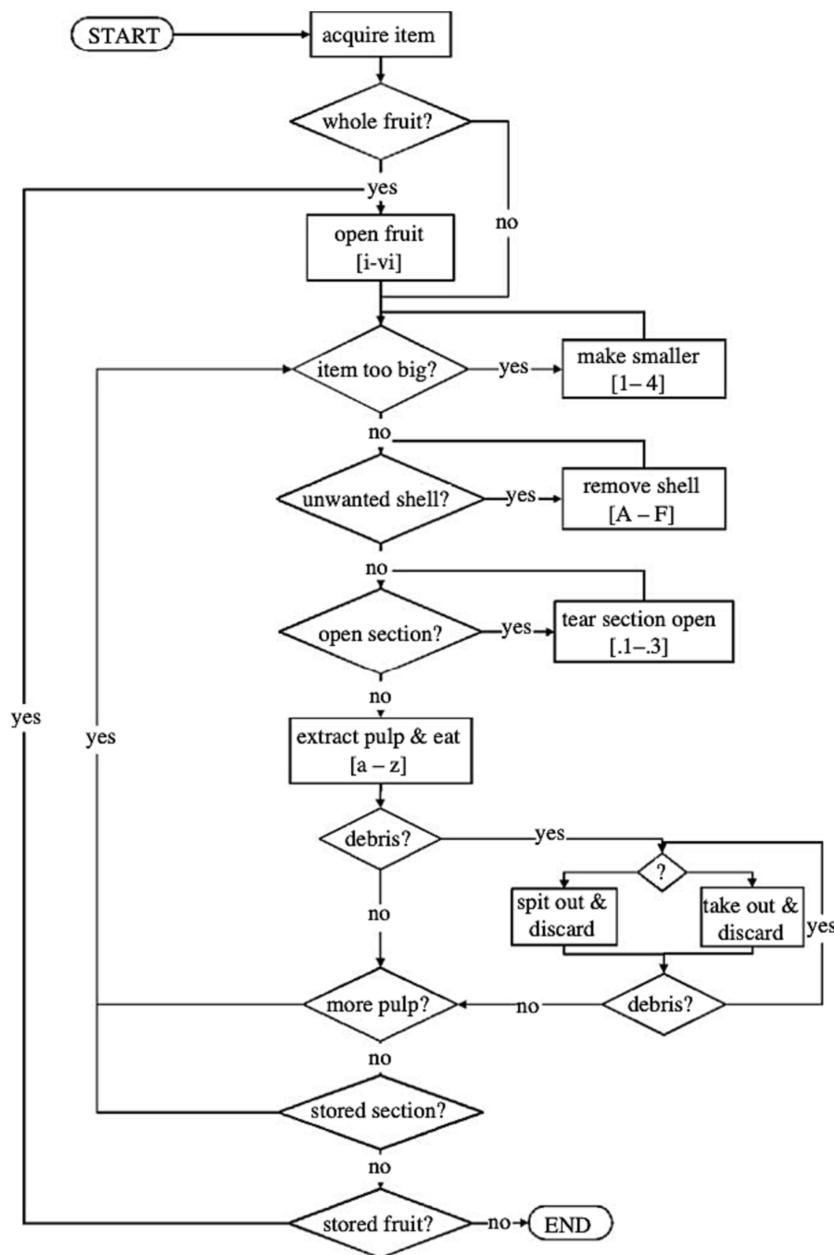 START
acquire item
whole fruit?
yes
no
open fruit
[i-vi]
item too big?
yes
make smaller
[1– 4]
no
unwanted shell?
yes
remove shell
[A – F]
no
open section?
yes
tear section open
[.1–.3]
no
yes
yes
extract pulp & eat
[a – z]
debris?
yes
?
spit out &
discard
take out &
discard
yes
no
more pulp?
no
debris?
no
stored section?
no
stored fruit?
no
END